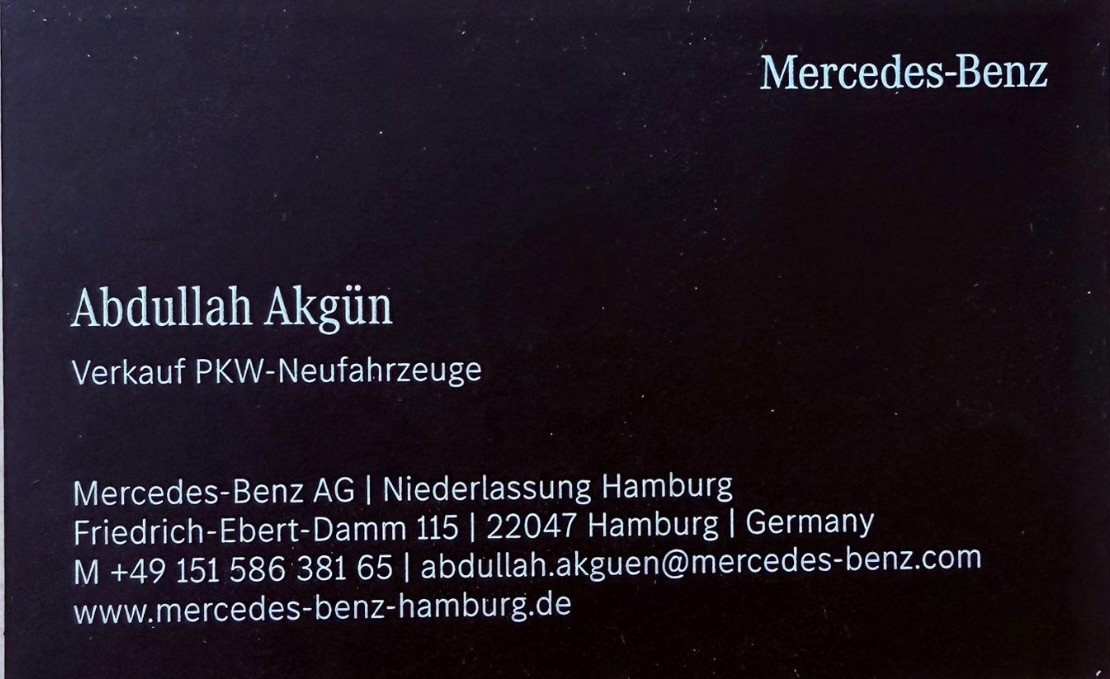 Mercedes-Benz
Abdullah Akgün
Verkauf PKW-Neufahrzeuge
Mercedes-Benz AG | Niederlassung Hamburg
Friedrich-Ebert-Damm 115 | 22047 Hamburg | Germany
M +49 151 586 381 65 | abdullah.akguen@mercedes-benz.com
www.mercedes-benz-hamburg.de